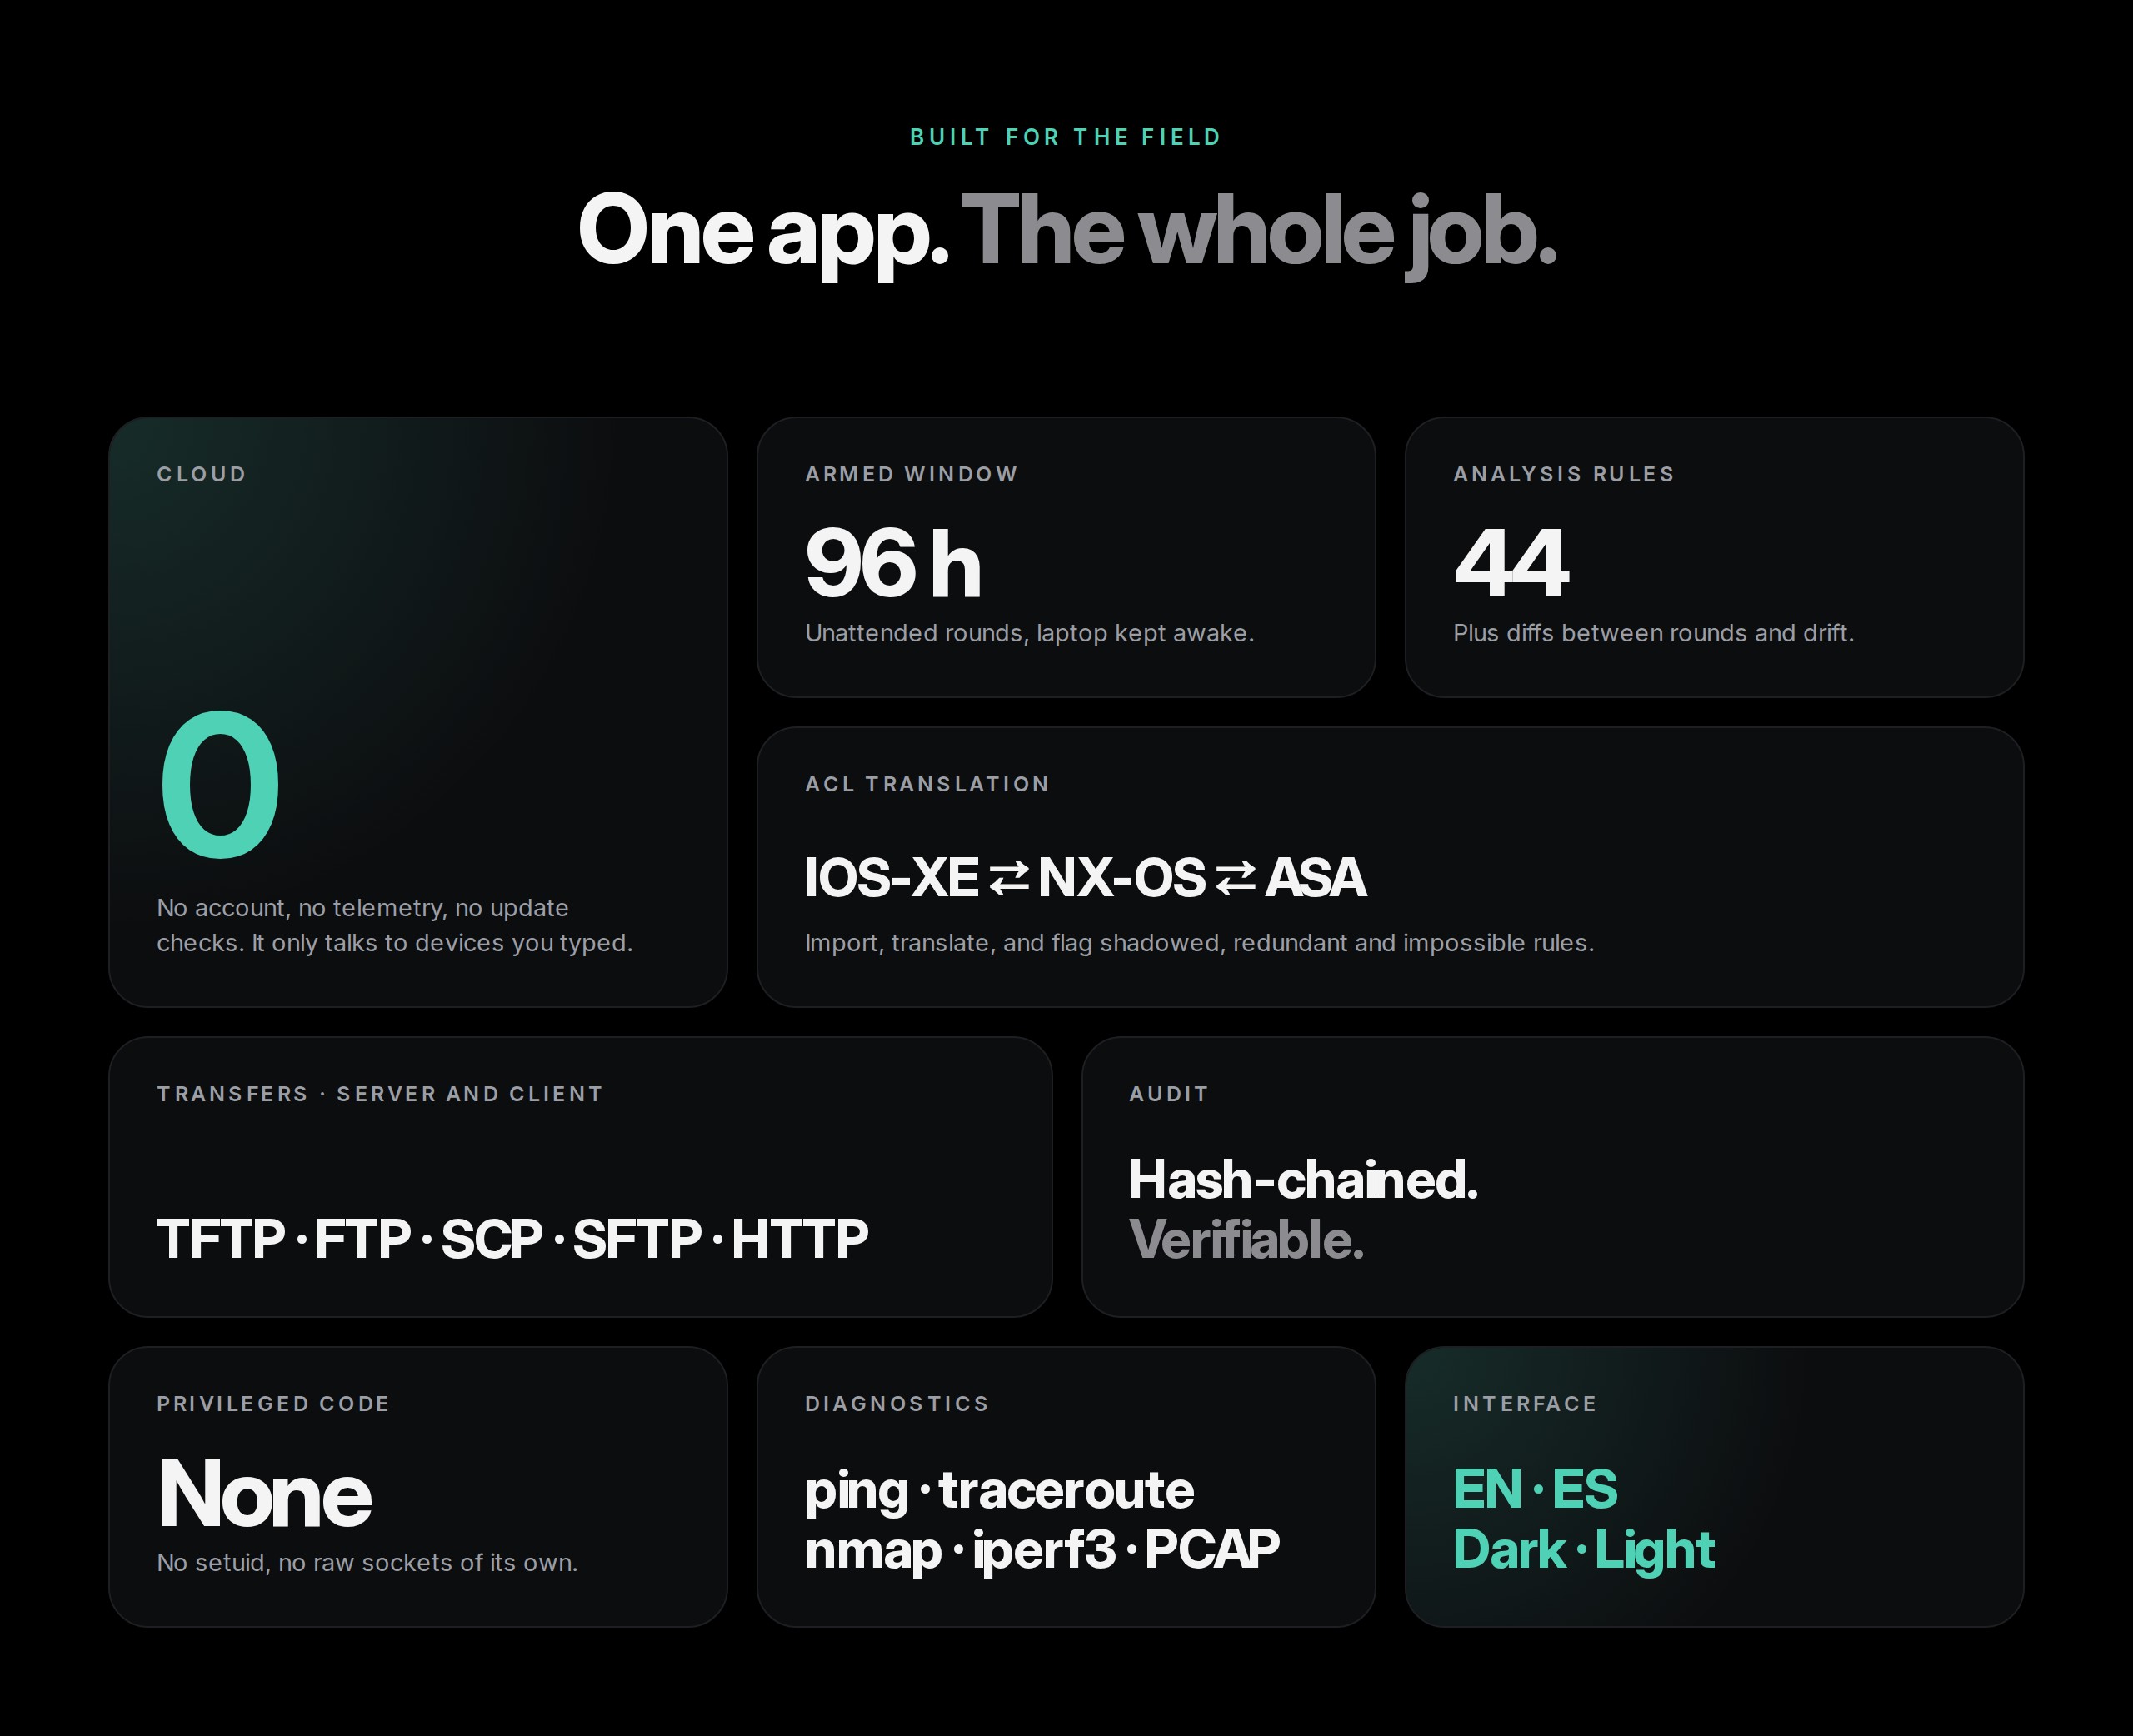 BUILT FOR THE FIELD
One app. The whole job.
CLOUD
0
No account, no telemetry, no update
checks. It only talks to devices you typed.
ARMED WINDOW
96 h
Unattended rounds, laptop kept awake.
ANALYSIS RULES
44
Plus diffs between rounds and drift.
ACL TRANSLATION
IOS-XE ⇄ NX-OS ⇄ ASA
Import, translate, and flag shadowed, redundant and impossible rules.
TRANSFERS · SERVER AND CLIENT
TFTP · FTP · SCP · SFTP · HTTP
AUDIT
Hash-chained.
Verifiable.
PRIVILEGED CODE
None
No setuid, no raw sockets of its own.
DIAGNOSTICS
ping · traceroute
nmap · iperf3 · PCAP
INTERFACE
EN · ES
Dark · Light